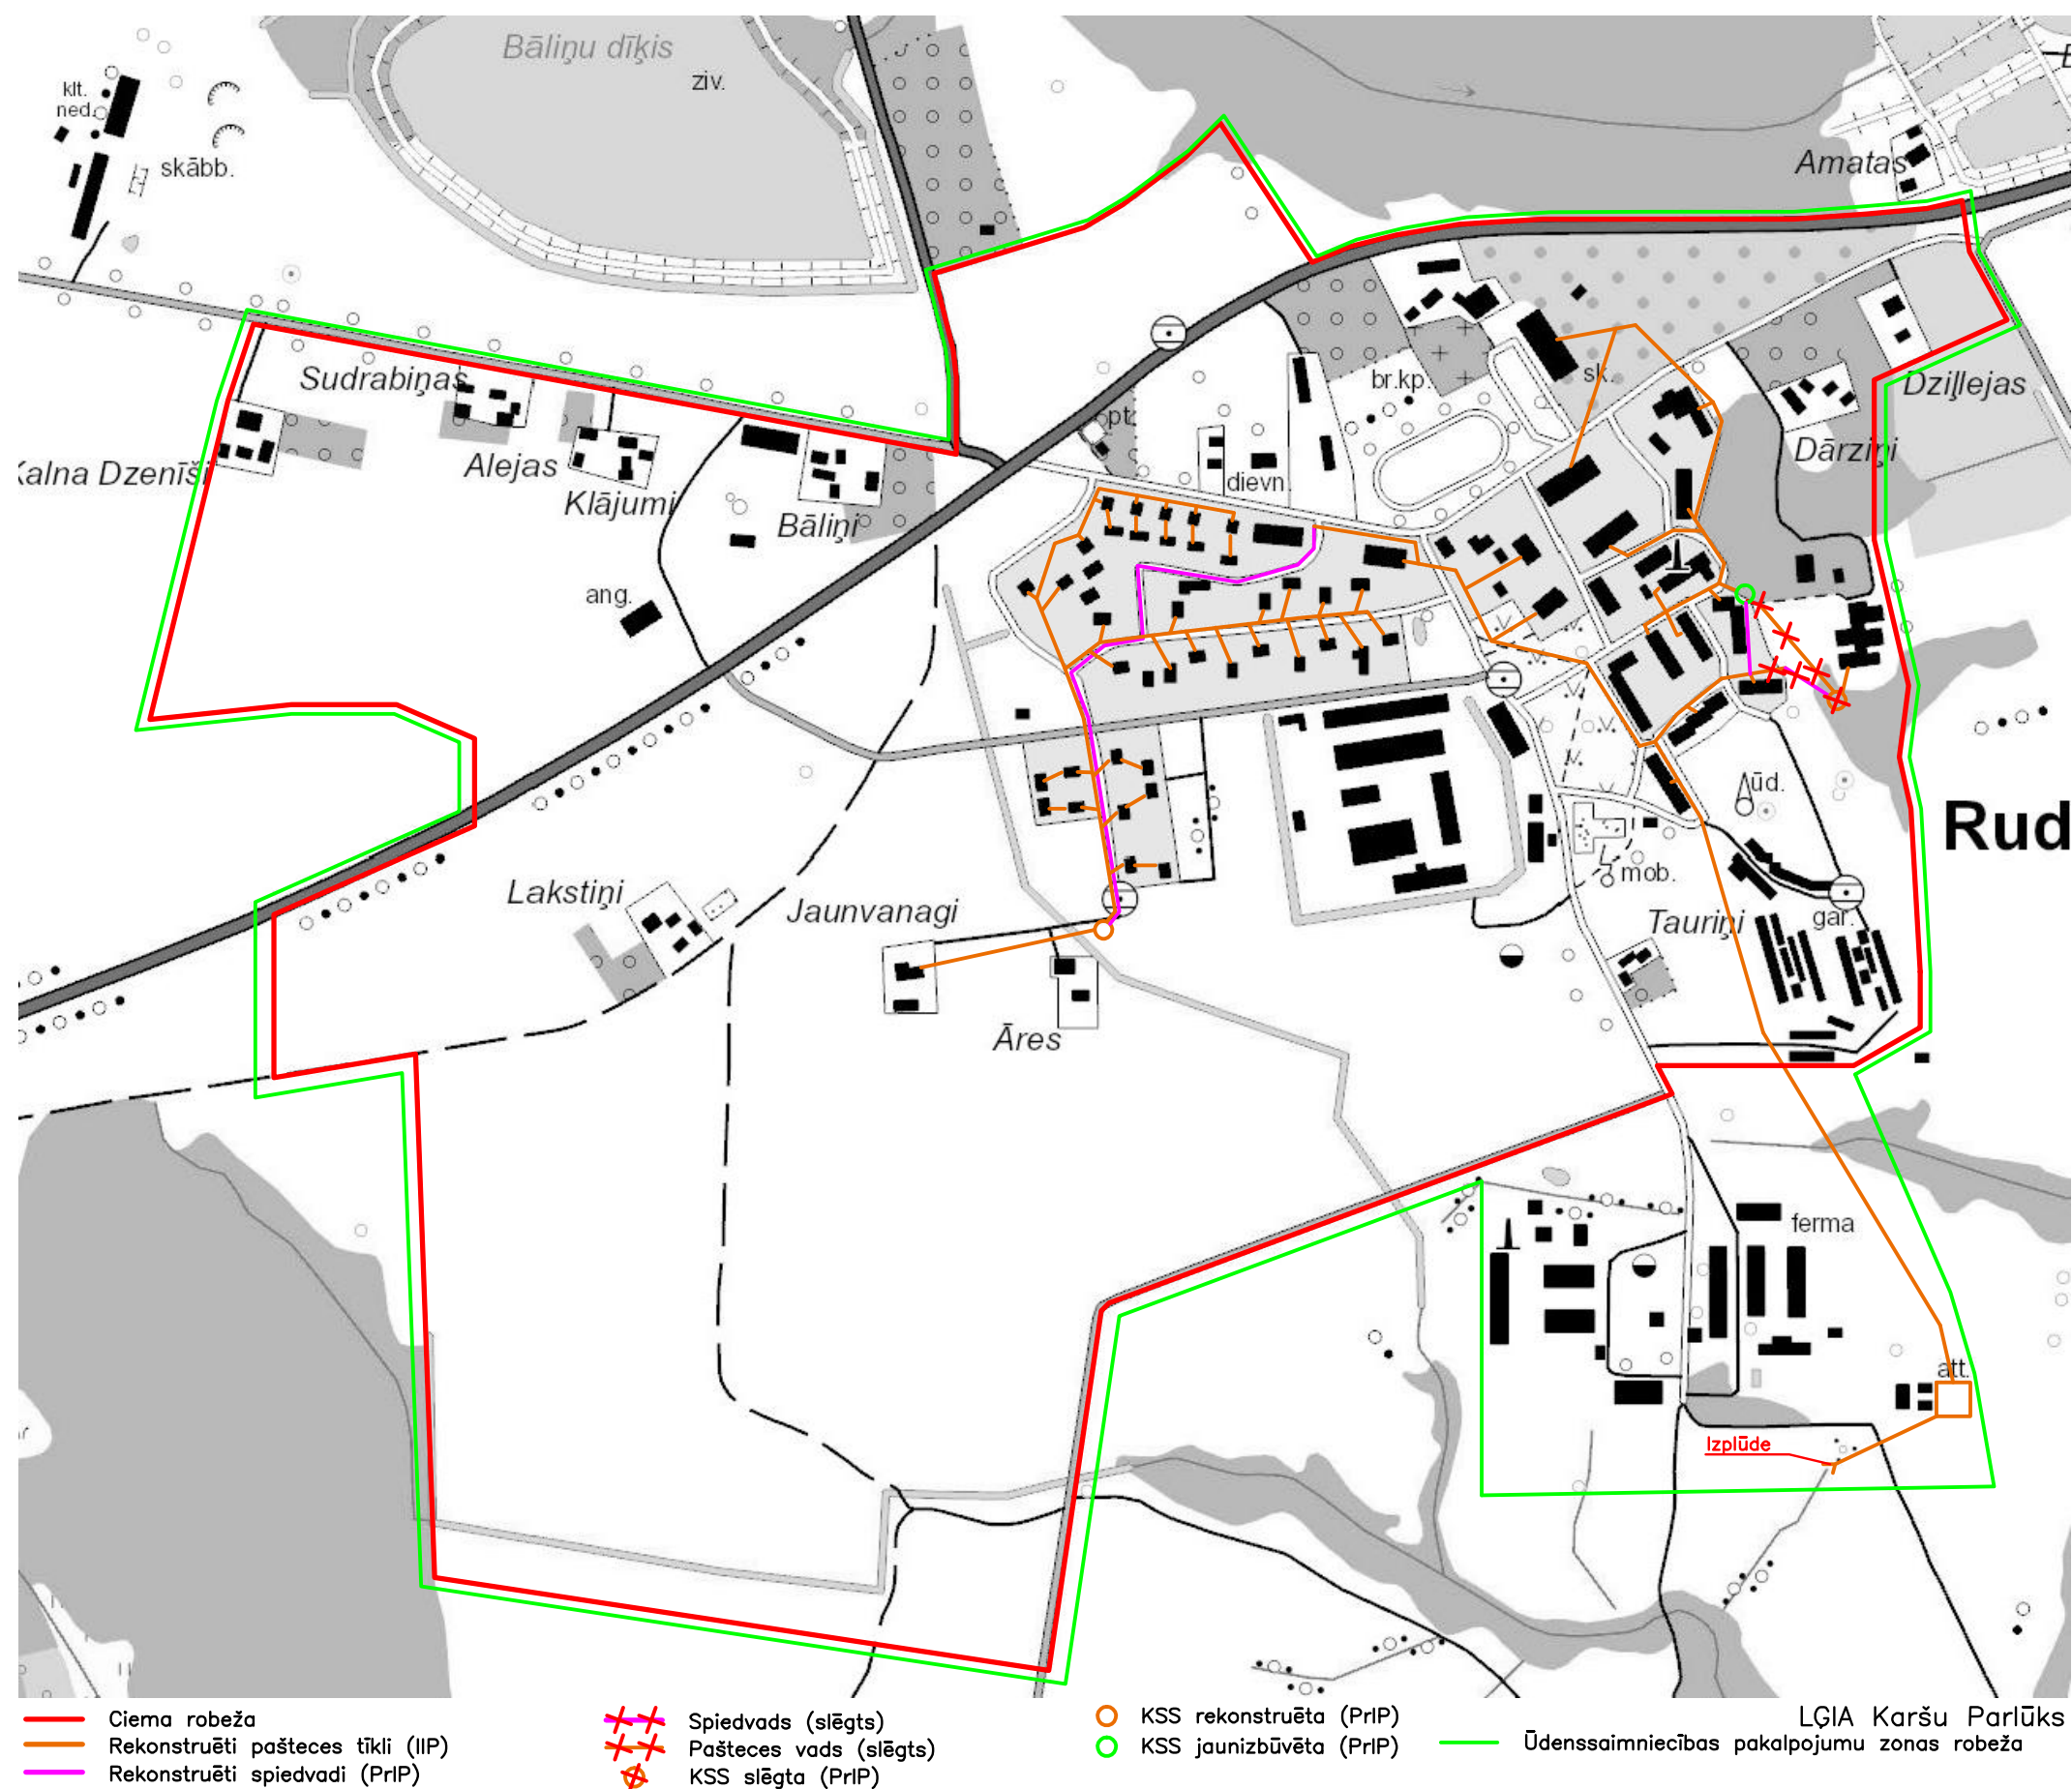 Bāliņu dīķis
ziv.
klt.
ned.
skābb.
Amatas
Sudrabiņas
Alejas
Klājumi
Bāliņi
Kalna Dzenīši
ang.
pt.
dievn.
br.kp.
sk.
Dziļlejas
Dārziņi
ūd.
Rud
mob.
Tauriņi
gar.
Lakstiņi
Jaunvanagi
Āres
ferma
att.
Izplūde
Ciema robeža
Rekonstruēti pašteces tīkli (IIP)
Rekonstruēti spiedvadi (PrIP)
Spiedvads (slēgts)
Pašteces vads (slēgts)
KSS slēgta (PrIP)
KSS rekonstruēta (PrIP)
KSS jaunizbūvēta (PrIP)
LĢIA Karšu Parlūks
Ūdenssaimniecības pakalpojumu zonas robeža